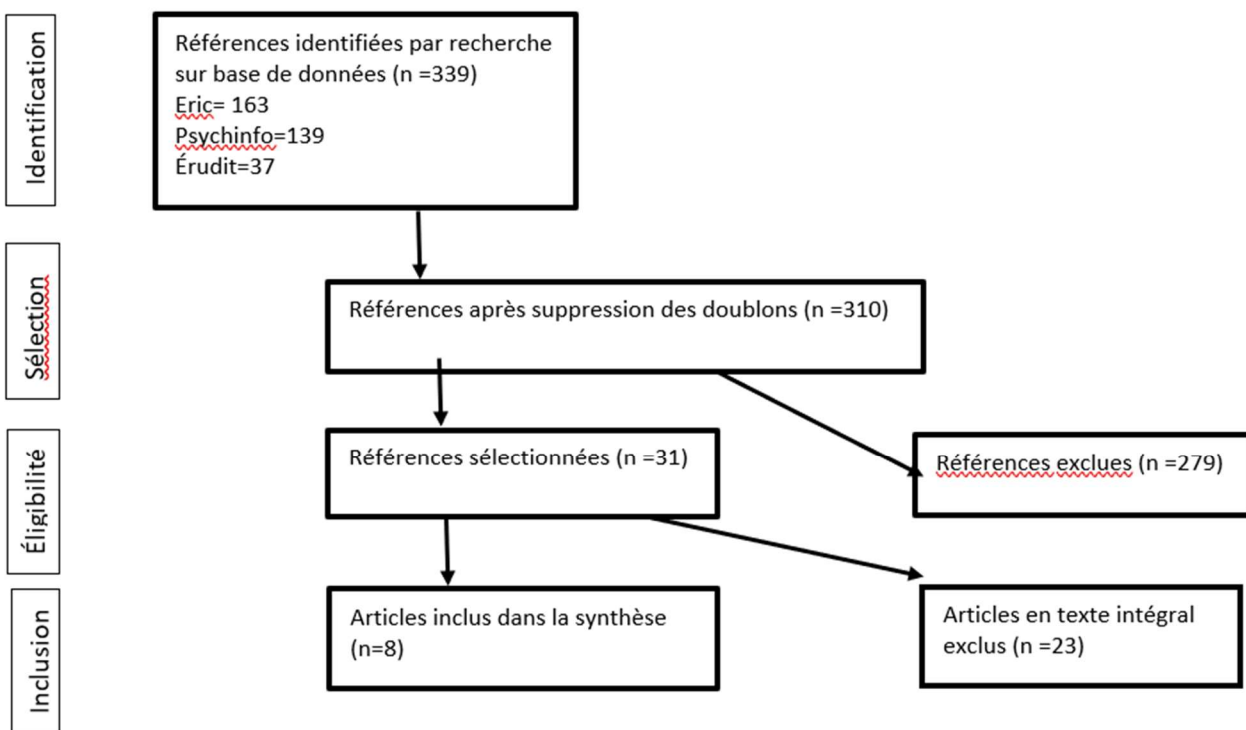 Identification
Références identifiées par recherche
sur base de données (n =339)
Eric= 163
Psychinfo=139
Érudit=37
Sélection
Références après suppression des doublons (n =310)
Éligibilité
Références sélectionnées (n =31)
Références exclues (n =279)
Inclusion
Articles inclus dans la synthèse
(n=8)
Articles en texte intégral
exclus (n =23)